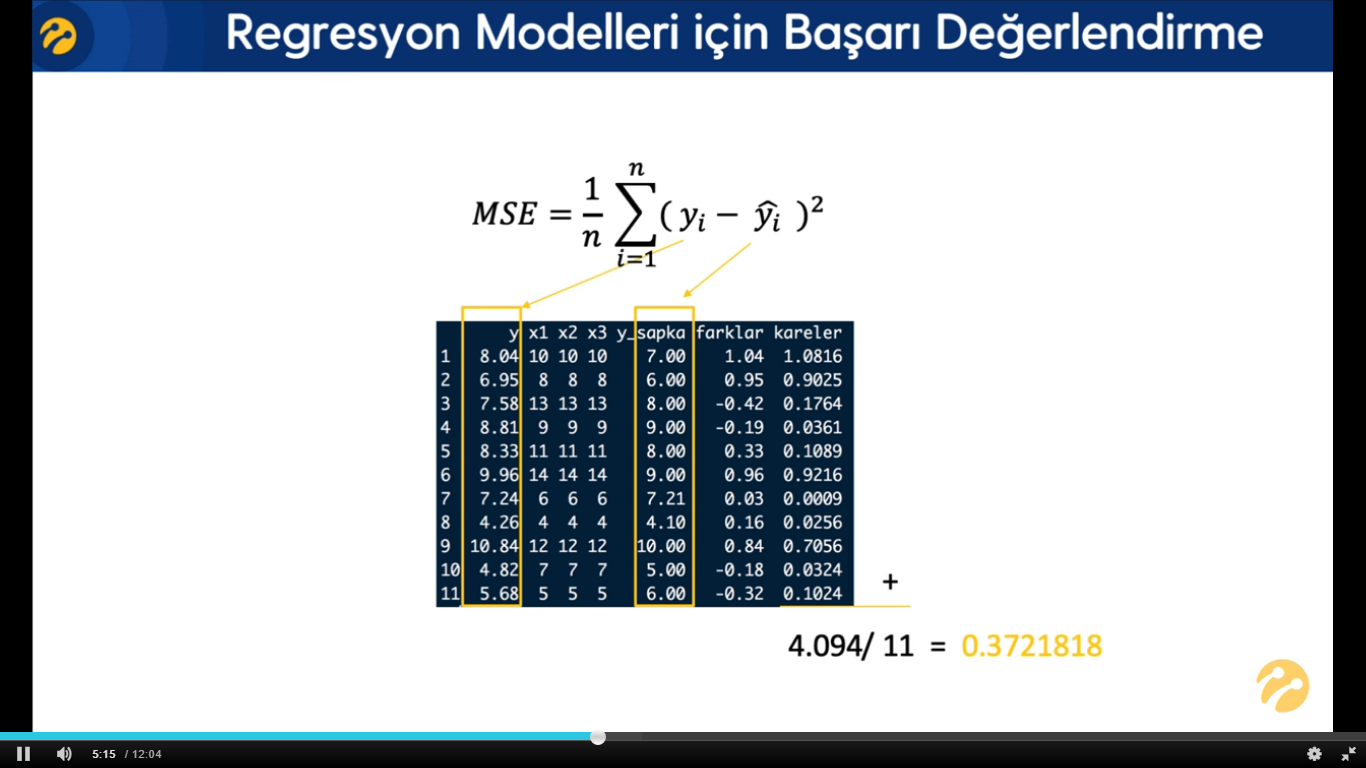 Regresyon Modelleri için Başarı Değerlendirme
MSE = 1/n ∑ n i=1 ( yi − ŷi )²
y x1 x2 x3 y_sapka farklar kareler
1 8.04 10 10 10 7.00 1.04 1.0816
2 6.95 8 8 8 6.00 0.95 0.9025
3 7.58 13 13 13 8.00 -0.42 0.1764
4 8.81 9 9 9 9.00 -0.19 0.0361
5 8.33 11 11 11 8.00 0.33 0.1089
6 9.96 14 14 14 9.00 0.96 0.9216
7 7.24 6 6 6 7.21 0.03 0.0009
8 4.26 4 4 4 4.10 0.16 0.0256
9 10.84 12 12 12 10.00 0.84 0.7056
10 4.82 7 7 7 5.00 -0.18 0.0324
11 5.68 5 5 5 6.00 -0.32 0.1024
+
4.094/ 11 = 0.3721818
5:15 / 12:04